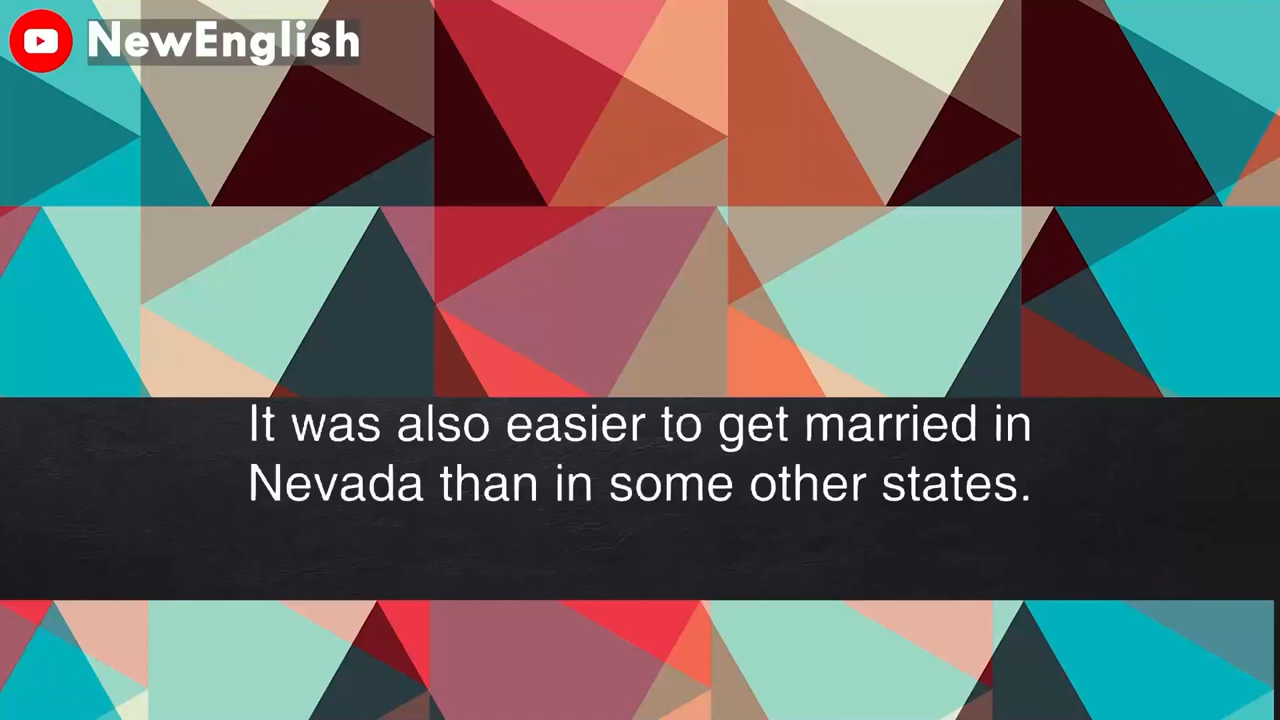 NewEnglish
It was also easier to get married in
Nevada than in some other states.